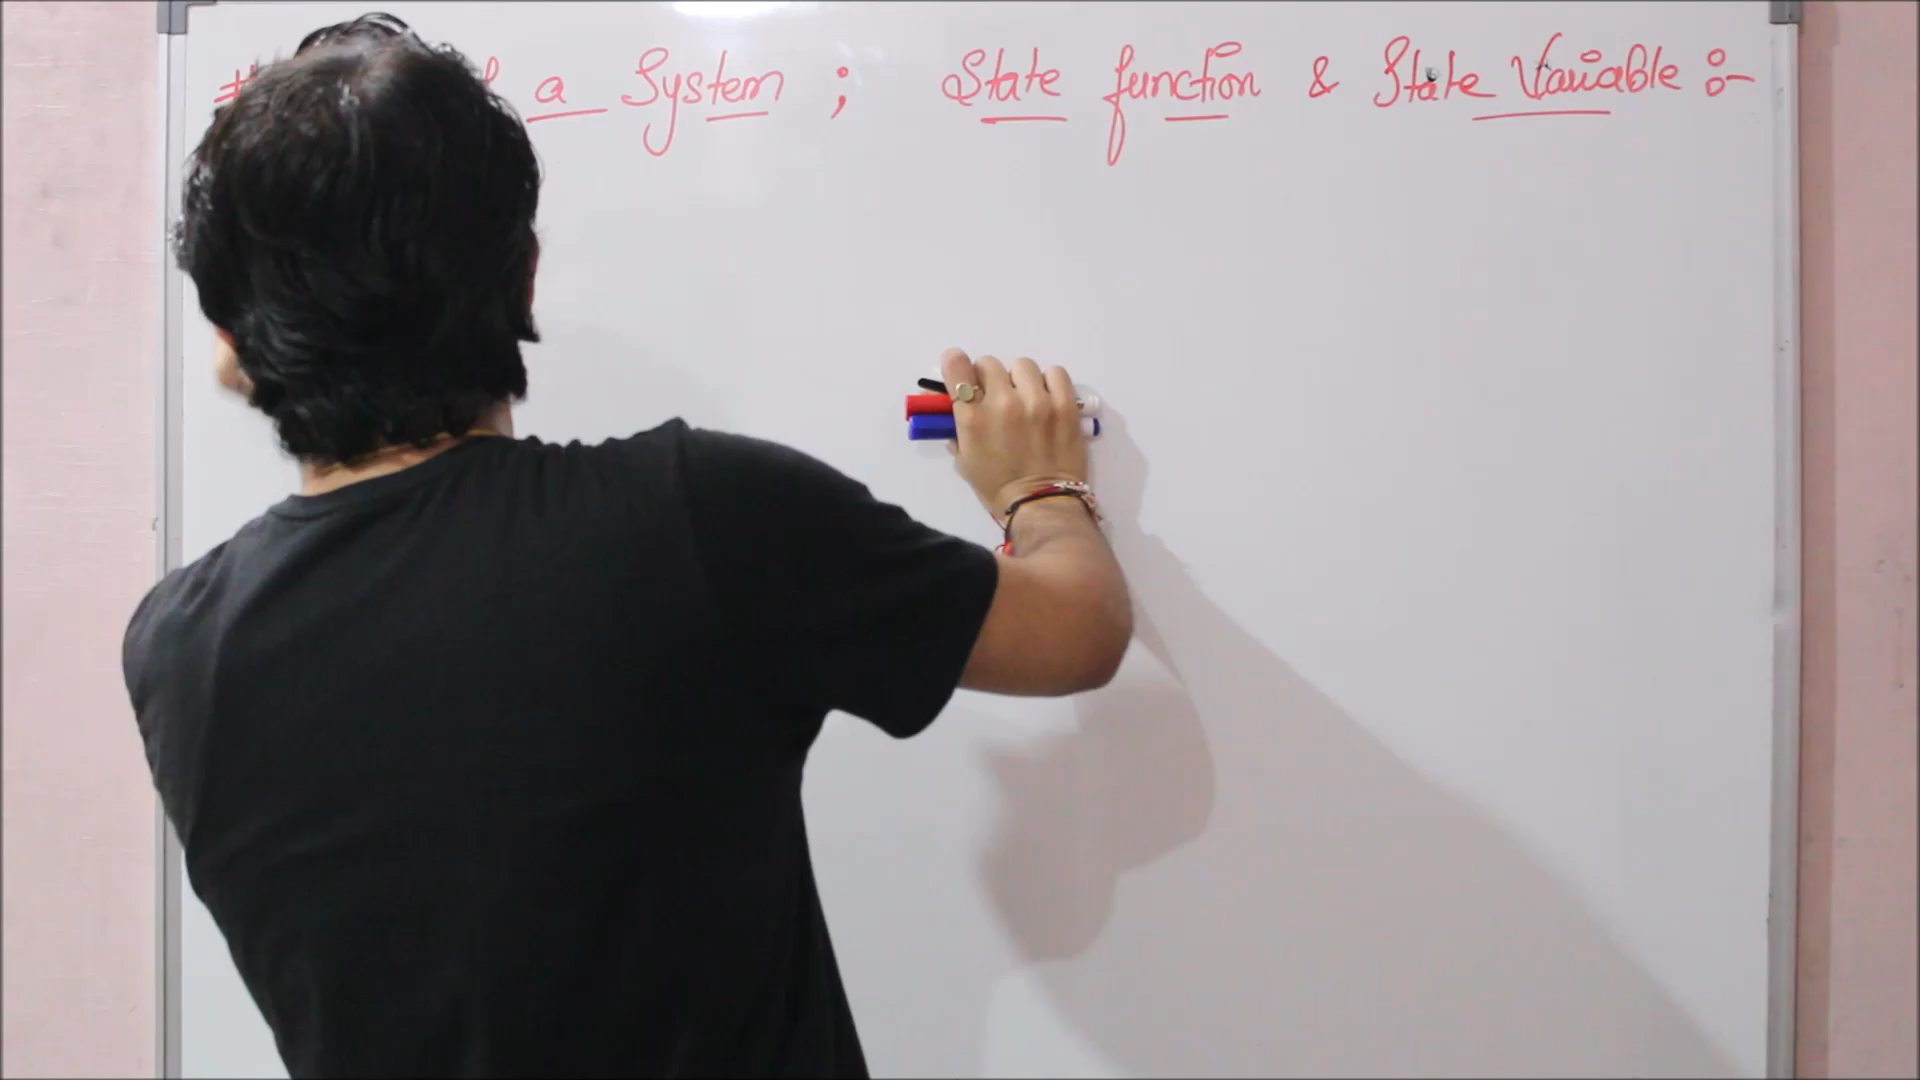 # a System ; State function & State Variable :-